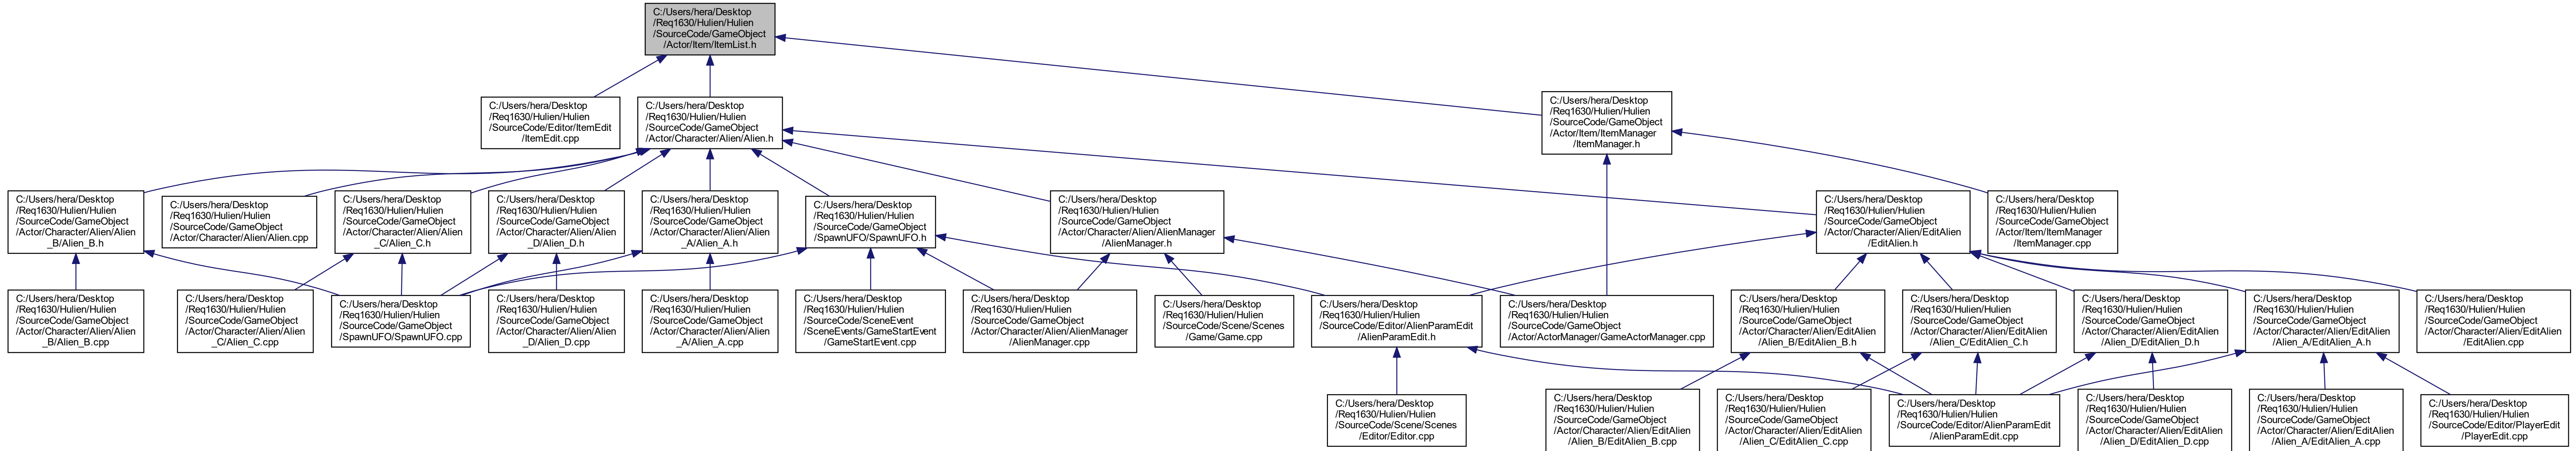 C:/Users/hera/Desktop
/Req1630/Hulien/Hulien
/SourceCode/GameObject
/Actor/Item/ItemList.h
C:/Users/hera/Desktop
/Req1630/Hulien/Hulien
/SourceCode/Editor/ItemEdit
/ItemEdit.cpp
C:/Users/hera/Desktop
/Req1630/Hulien/Hulien
/SourceCode/GameObject
/Actor/Character/Alien/Alien.h
C:/Users/hera/Desktop
/Req1630/Hulien/Hulien
/SourceCode/GameObject
/Actor/Item/ItemManager
/ItemManager.h
C:/Users/hera/Desktop
/Req1630/Hulien/Hulien
/SourceCode/GameObject
/Actor/Character/Alien/Alien
_B/Alien_B.h
C:/Users/hera/Desktop
/Req1630/Hulien/Hulien
/SourceCode/GameObject
/Actor/Character/Alien/Alien.cpp
C:/Users/hera/Desktop
/Req1630/Hulien/Hulien
/SourceCode/GameObject
/Actor/Character/Alien/Alien
_C/Alien_C.h
C:/Users/hera/Desktop
/Req1630/Hulien/Hulien
/SourceCode/GameObject
/Actor/Character/Alien/Alien
_D/Alien_D.h
C:/Users/hera/Desktop
/Req1630/Hulien/Hulien
/SourceCode/GameObject
/Actor/Character/Alien/Alien
_A/Alien_A.h
C:/Users/hera/Desktop
/Req1630/Hulien/Hulien
/SourceCode/GameObject
/SpawnUFO/SpawnUFO.h
C:/Users/hera/Desktop
/Req1630/Hulien/Hulien
/SourceCode/GameObject
/Actor/Character/Alien/AlienManager
/AlienManager.h
C:/Users/hera/Desktop
/Req1630/Hulien/Hulien
/SourceCode/GameObject
/Actor/Character/Alien/EditAlien
/EditAlien.h
C:/Users/hera/Desktop
/Req1630/Hulien/Hulien
/SourceCode/GameObject
/Actor/Item/ItemManager
/ItemManager.cpp
C:/Users/hera/Desktop
/Req1630/Hulien/Hulien
/SourceCode/GameObject
/Actor/Character/Alien/Alien
_B/Alien_B.cpp
C:/Users/hera/Desktop
/Req1630/Hulien/Hulien
/SourceCode/GameObject
/Actor/Character/Alien/Alien
_C/Alien_C.cpp
C:/Users/hera/Desktop
/Req1630/Hulien/Hulien
/SourceCode/GameObject
/SpawnUFO/SpawnUFO.cpp
C:/Users/hera/Desktop
/Req1630/Hulien/Hulien
/SourceCode/GameObject
/Actor/Character/Alien/Alien
_D/Alien_D.cpp
C:/Users/hera/Desktop
/Req1630/Hulien/Hulien
/SourceCode/GameObject
/Actor/Character/Alien/Alien
_A/Alien_A.cpp
C:/Users/hera/Desktop
/Req1630/Hulien/Hulien
/SourceCode/SceneEvent
/SceneEvents/GameStartEvent
/GameStartEvent.cpp
C:/Users/hera/Desktop
/Req1630/Hulien/Hulien
/SourceCode/GameObject
/Actor/Character/Alien/AlienManager
/AlienManager.cpp
C:/Users/hera/Desktop
/Req1630/Hulien/Hulien
/SourceCode/Scene/Scenes
/Game/Game.cpp
C:/Users/hera/Desktop
/Req1630/Hulien/Hulien
/SourceCode/Editor/AlienParamEdit
/AlienParamEdit.h
C:/Users/hera/Desktop
/Req1630/Hulien/Hulien
/SourceCode/GameObject
/Actor/ActorManager/GameActorManager.cpp
C:/Users/hera/Desktop
/Req1630/Hulien/Hulien
/SourceCode/GameObject
/Actor/Character/Alien/EditAlien
/Alien_B/EditAlien_B.h
C:/Users/hera/Desktop
/Req1630/Hulien/Hulien
/SourceCode/GameObject
/Actor/Character/Alien/EditAlien
/Alien_C/EditAlien_C.h
C:/Users/hera/Desktop
/Req1630/Hulien/Hulien
/SourceCode/GameObject
/Actor/Character/Alien/EditAlien
/Alien_D/EditAlien_D.h
C:/Users/hera/Desktop
/Req1630/Hulien/Hulien
/SourceCode/GameObject
/Actor/Character/Alien/EditAlien
/Alien_A/EditAlien_A.h
C:/Users/hera/Desktop
/Req1630/Hulien/Hulien
/SourceCode/GameObject
/Actor/Character/Alien/EditAlien
/EditAlien.cpp
C:/Users/hera/Desktop
/Req1630/Hulien/Hulien
/SourceCode/Scene/Scenes
/Editor/Editor.cpp
C:/Users/hera/Desktop
/Req1630/Hulien/Hulien
/SourceCode/GameObject
/Actor/Character/Alien/EditAlien
/Alien_B/EditAlien_B.cpp
C:/Users/hera/Desktop
/Req1630/Hulien/Hulien
/SourceCode/GameObject
/Actor/Character/Alien/EditAlien
/Alien_C/EditAlien_C.cpp
C:/Users/hera/Desktop
/Req1630/Hulien/Hulien
/SourceCode/Editor/AlienParamEdit
/AlienParamEdit.cpp
C:/Users/hera/Desktop
/Req1630/Hulien/Hulien
/SourceCode/GameObject
/Actor/Character/Alien/EditAlien
/Alien_D/EditAlien_D.cpp
C:/Users/hera/Desktop
/Req1630/Hulien/Hulien
/SourceCode/GameObject
/Actor/Character/Alien/EditAlien
/Alien_A/EditAlien_A.cpp
C:/Users/hera/Desktop
/Req1630/Hulien/Hulien
/SourceCode/Editor/PlayerEdit
/PlayerEdit.cpp